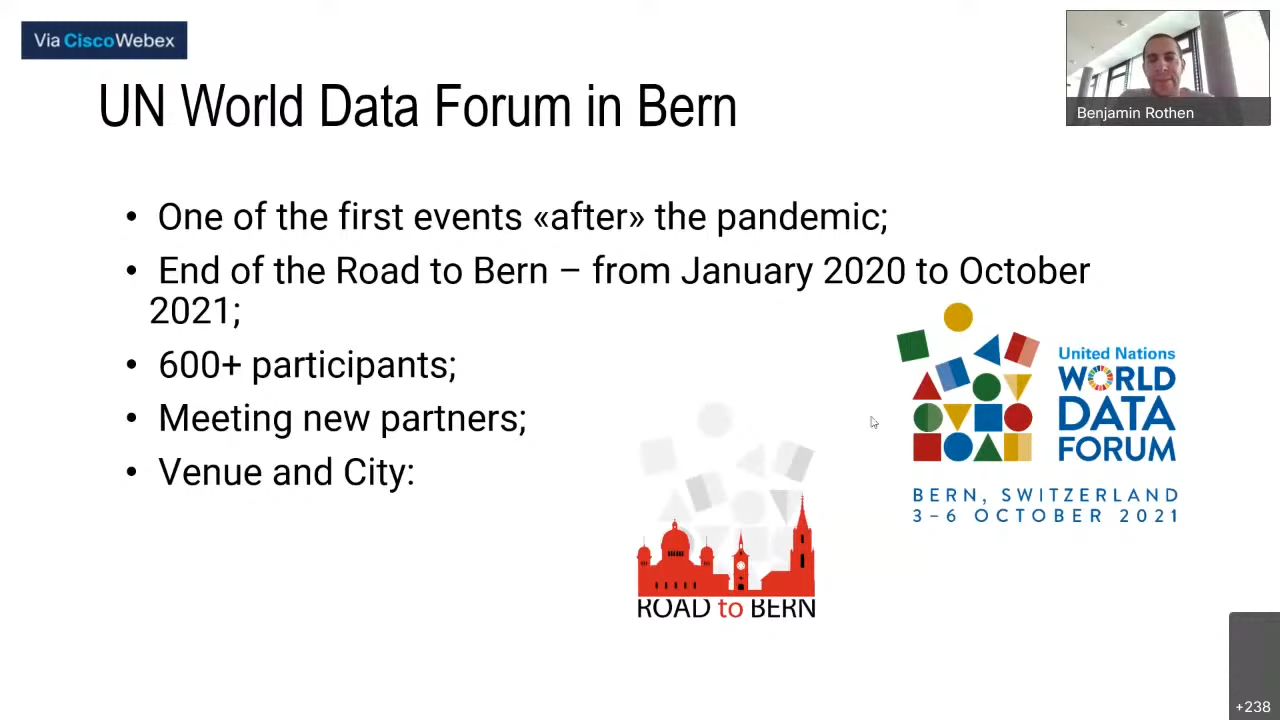 Via CiscoWebex
UN World Data Forum in Bern
Benjamin Rothen
• One of the first events «after» the pandemic;
• End of the Road to Bern – from January 2020 to October
2021;
• 600+ participants;
• Meeting new partners;
• Venue and City:
United Nations
WORLD
DATA
FORUM
BERN, SWITZERLAND
3–6 OCTOBER 2021
ROAD to BERN
+238